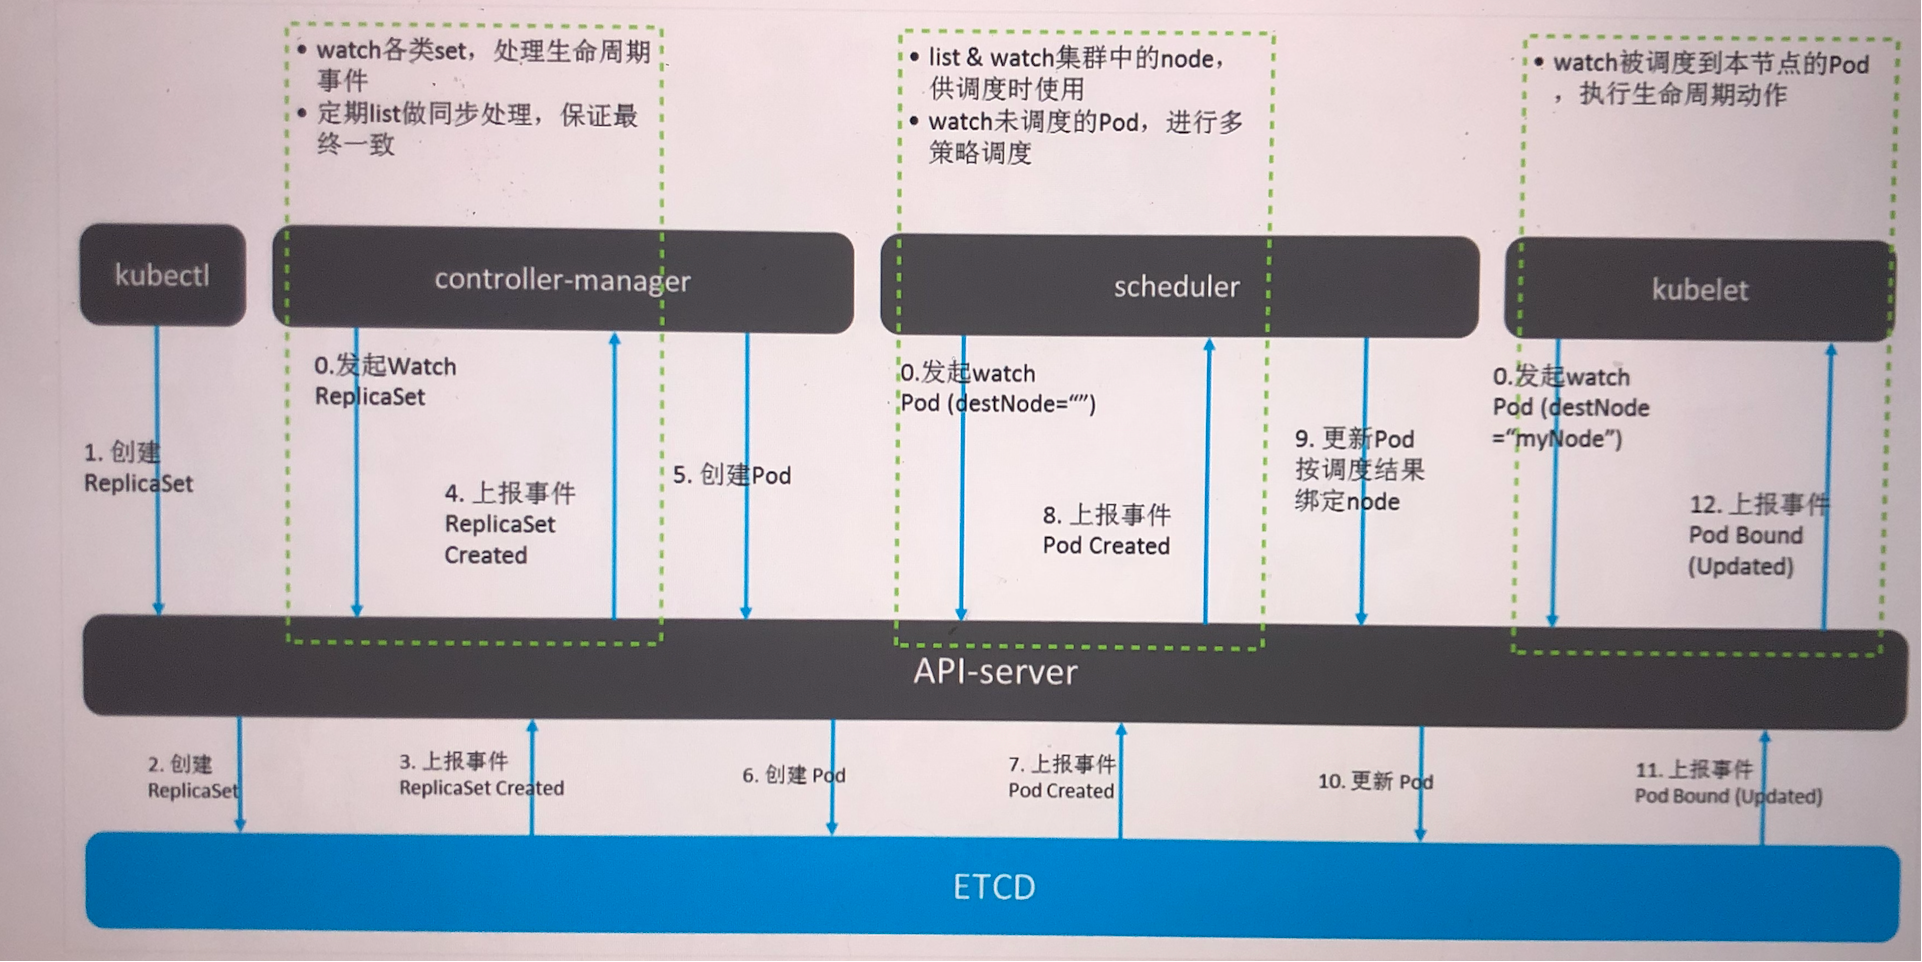 • watch各类set，处理生命周期
事件
• 定期list做同步处理，保证最
终一致
• list & watch集群中的node，
供调度时使用
• watch未调度的Pod，进行多
策略调度
• watch被调度到本节点的Pod
，执行生命周期动作
kubectl
controller-manager
scheduler
kubelet
1. 创建
ReplicaSet
0.发起Watch
ReplicaSet
4. 上报事件
ReplicaSet
Created
5. 创建Pod
0.发起watch
Pod (destNode=“”)
8. 上报事件
Pod Created
9. 更新Pod
按调度结果
绑定node
0.发起watch
Pod (destNode
=“myNode”)
12. 上报事件
Pod Bound
(Updated)
API-server
2. 创建
ReplicaSet
3. 上报事件
ReplicaSet Created
6. 创建 Pod
7. 上报事件
Pod Created
10. 更新 Pod
11. 上报事件
Pod Bound (Updated)
ETCD